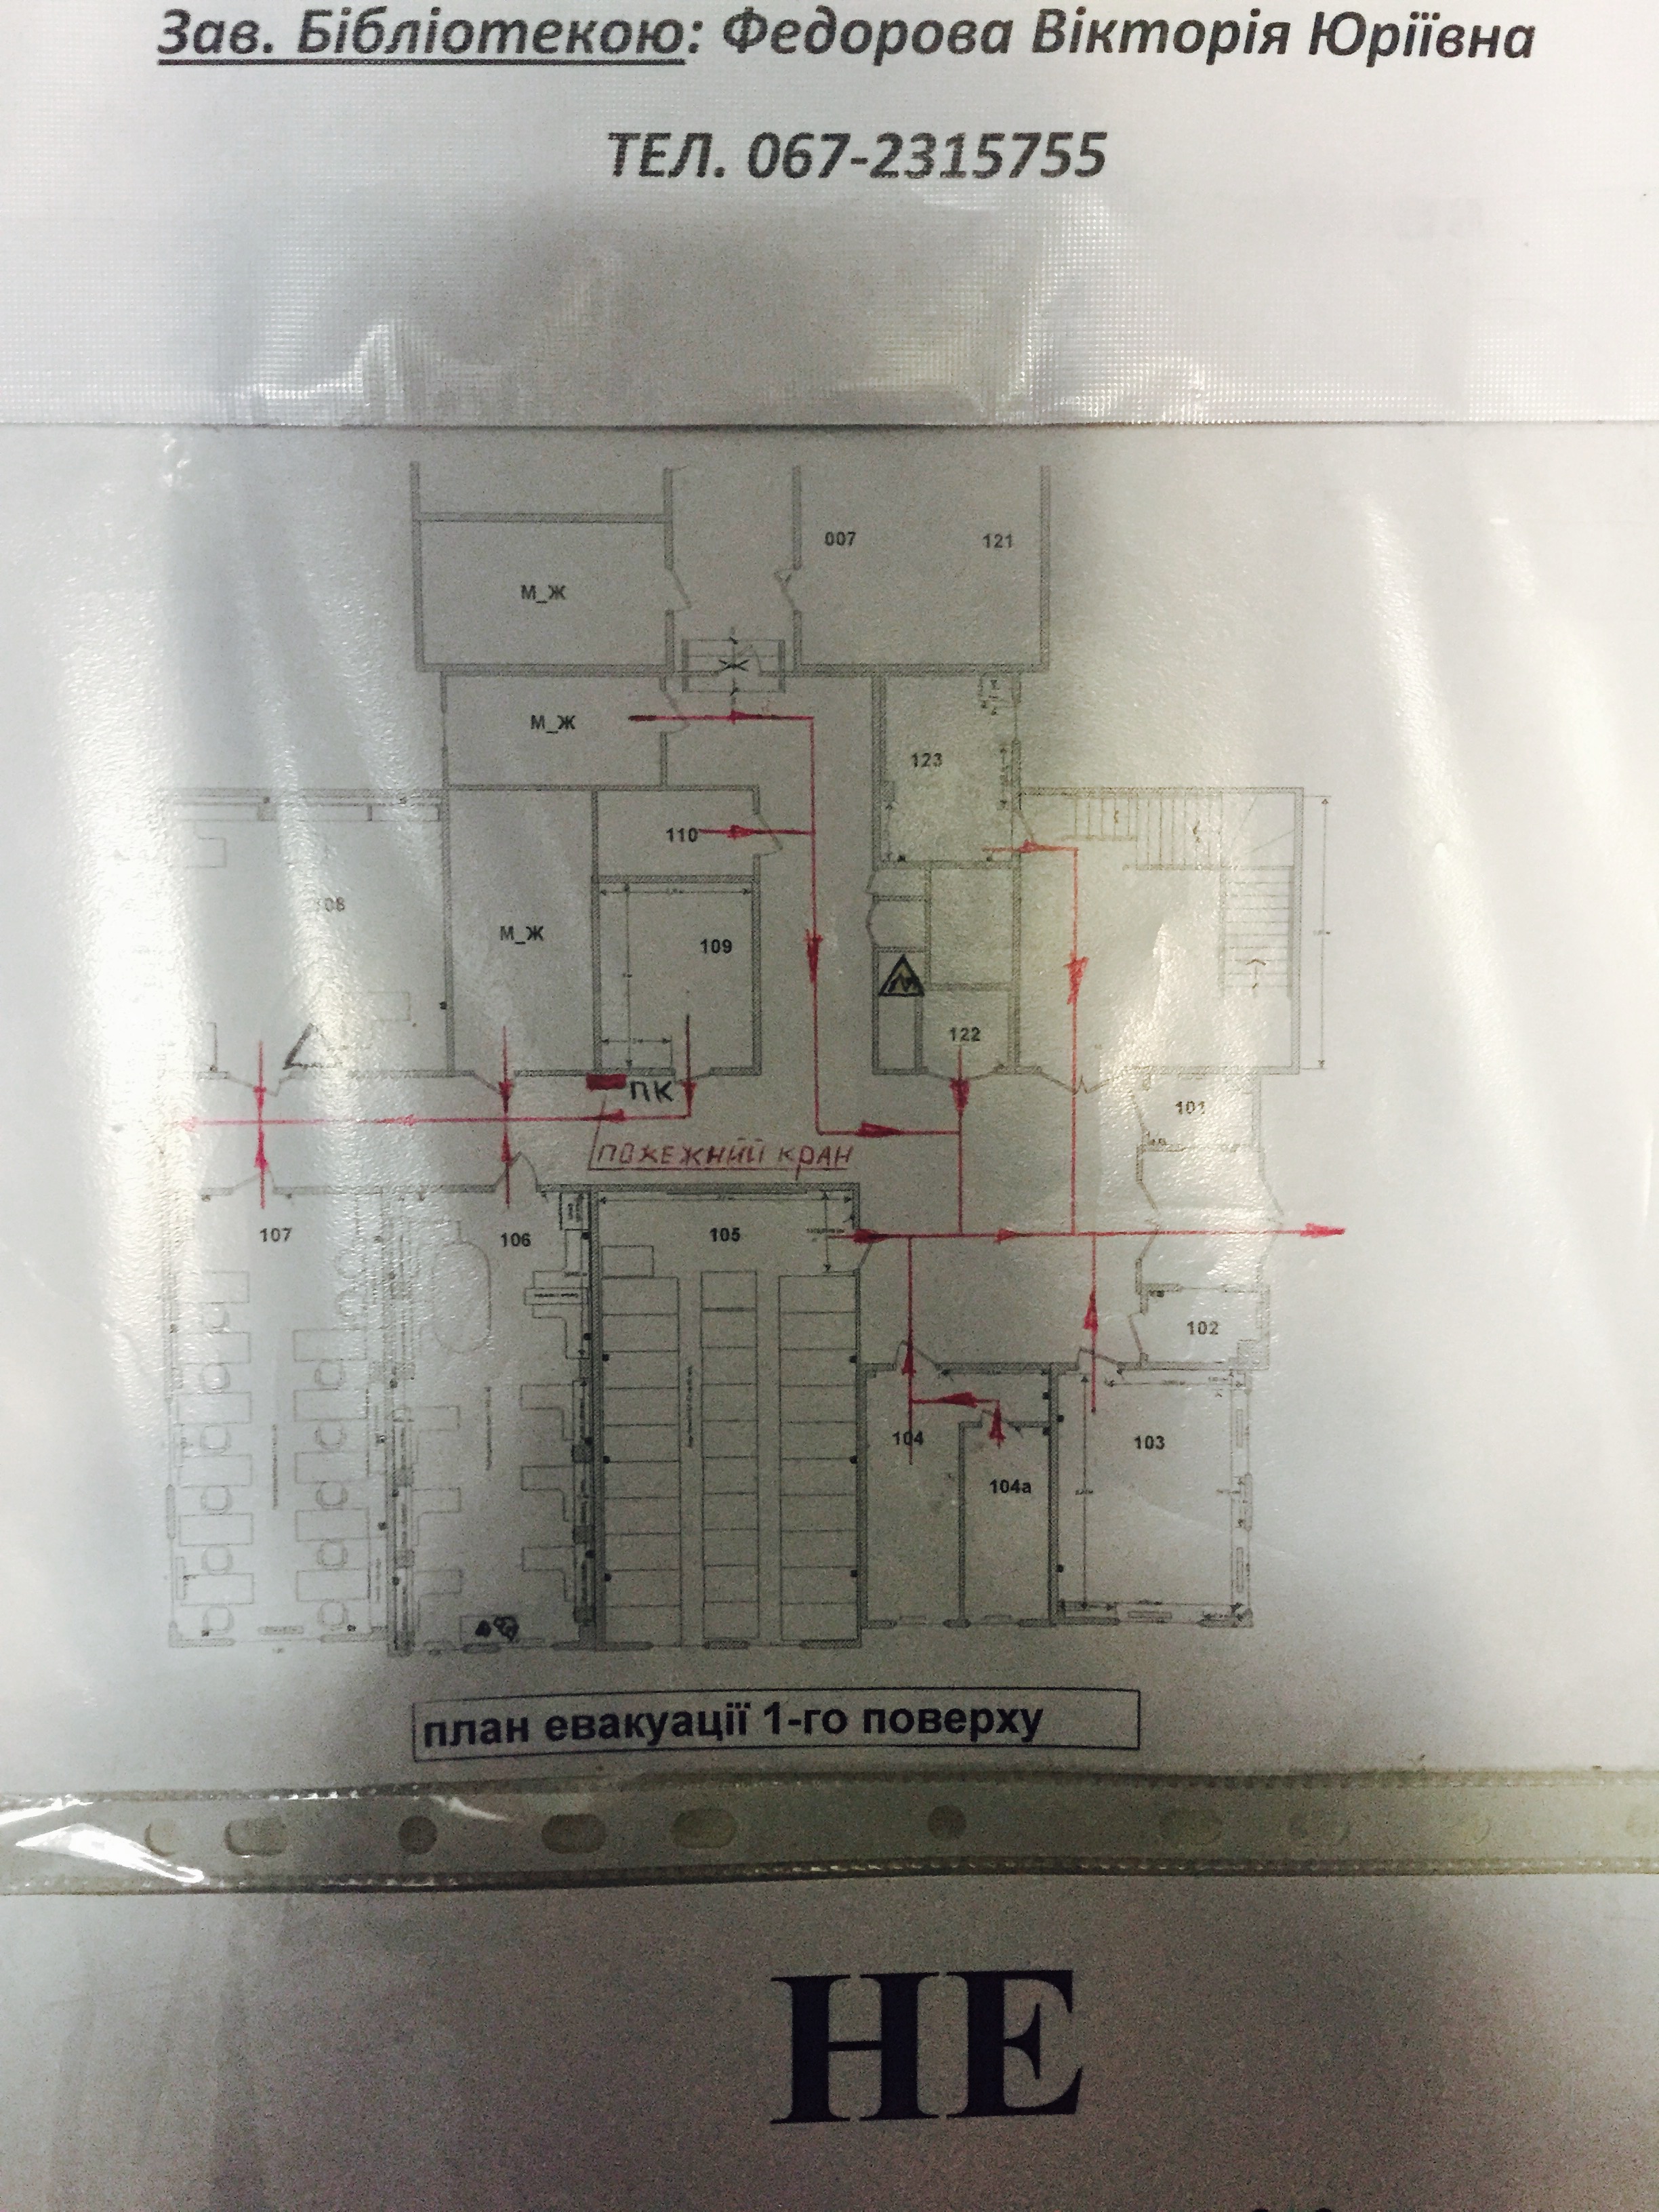 Зав. Бібліотекою: Федорова Вікторія Юріївна
ТЕЛ. 067-2315755
007 121
М_Ж
М_Ж
123
110
108
М_Ж
109
122
ПК
101
ПОЖЕЖНИЙ КРАН
107
106
105
102
104
103
104а
план евакуації 1-го поверху
НЕ